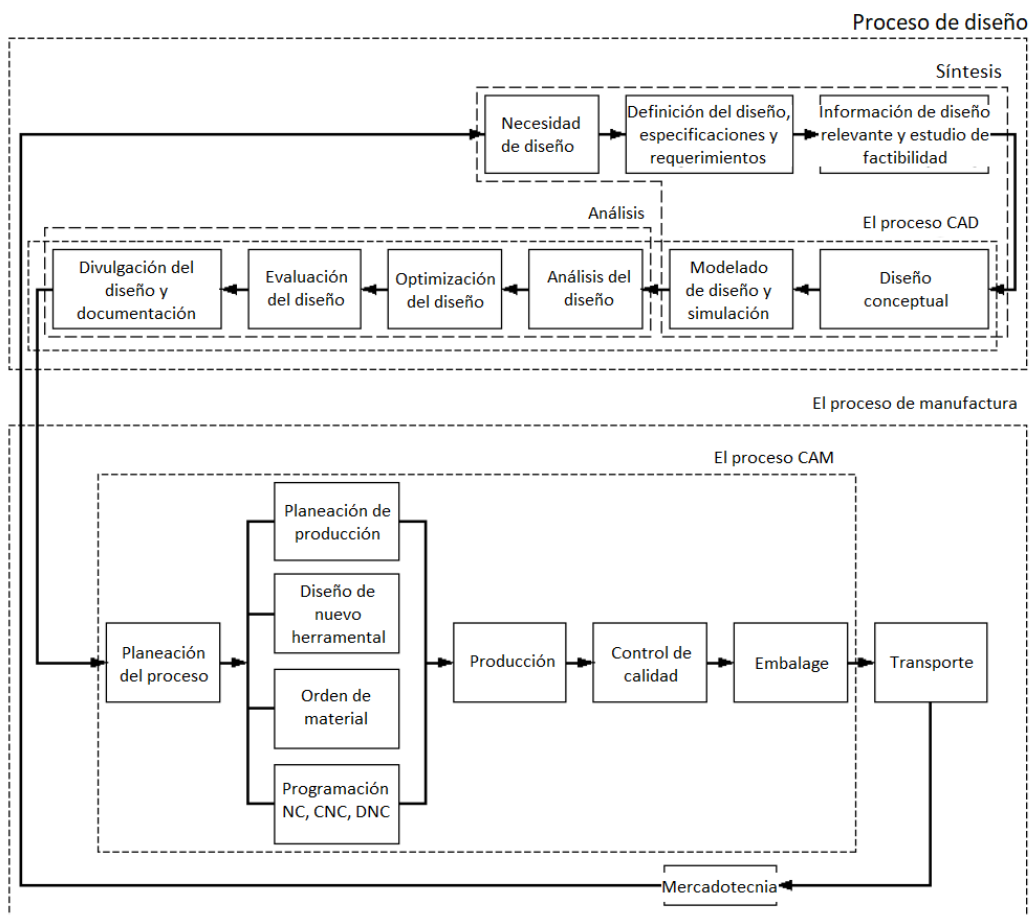 Proceso de diseño
Síntesis
Necesidad
de diseño
Definición del diseño,
especificaciones y
requerimientos
Información de diseño
relevante y estudio de
factibilidad
Análisis
El proceso CAD
Divulgación del
diseño y
documentación
Evaluación
del diseño
Optimización
del diseño
Análisis del
diseño
Modelado
de diseño y
simulación
Diseño
conceptual
El proceso de manufactura
El proceso CAM
Planeación
del proceso
Planeación de
producción
Diseño de
nuevo
herramental
Orden de
material
Programación
NC, CNC, DNC
Producción
Control de
calidad
Embalage
Transporte
Mercadotecnia